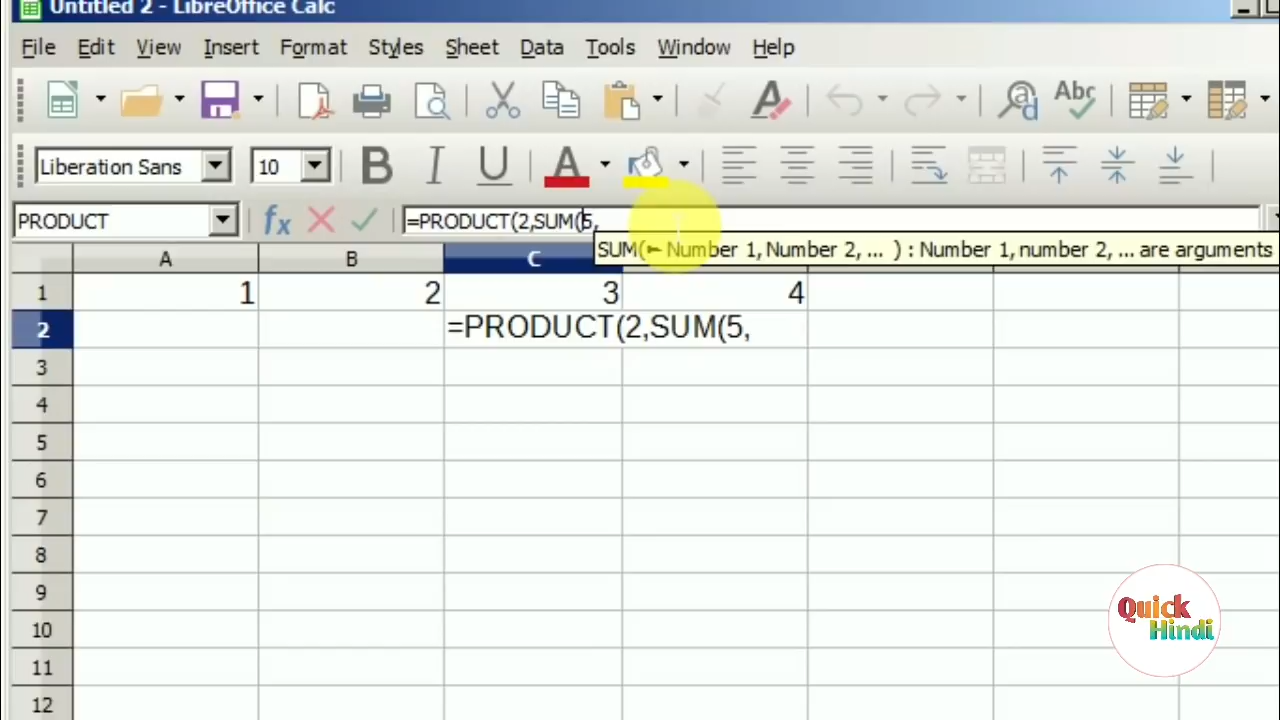 Untitled 2 - LibreOffice Calc
File Edit View Insert Format Styles Sheet Data Tools Window Help
Abc
Liberation Sans 10 B I U A
PRODUCT fx =PRODUCT(2,SUM(5,
SUM( Number 1, Number 2, ... ) : Number 1, number 2, ... are arguments
A B C
1 1 2 3 4
2 =PRODUCT(2,SUM(5,
3
4
5
6
7
8
9
10
11
12
Quick
Hindi